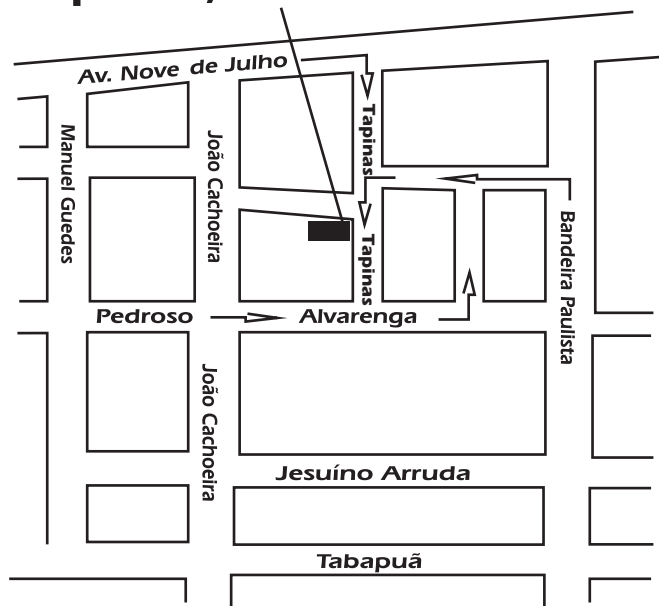 Av. Nove de Julho
Tapinas
Manuel Guedes
João Cachoeira
Tapinas
Bandeira Paulista
Pedroso
Alvarenga
João Cachoeira
Jesuíno Arruda
Tabapuã